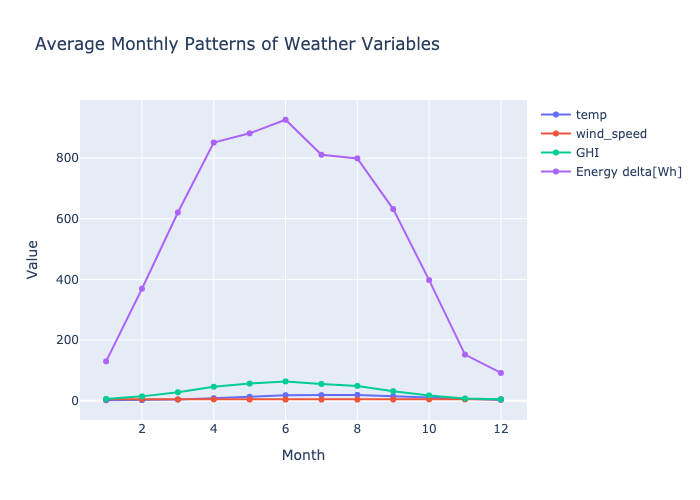 Average Monthly Patterns of Weather Variables
temp
wind_speed
GHI
Energy delta[Wh]
Value
800
600
400
200
0
2 4 6 8 10 12
Month